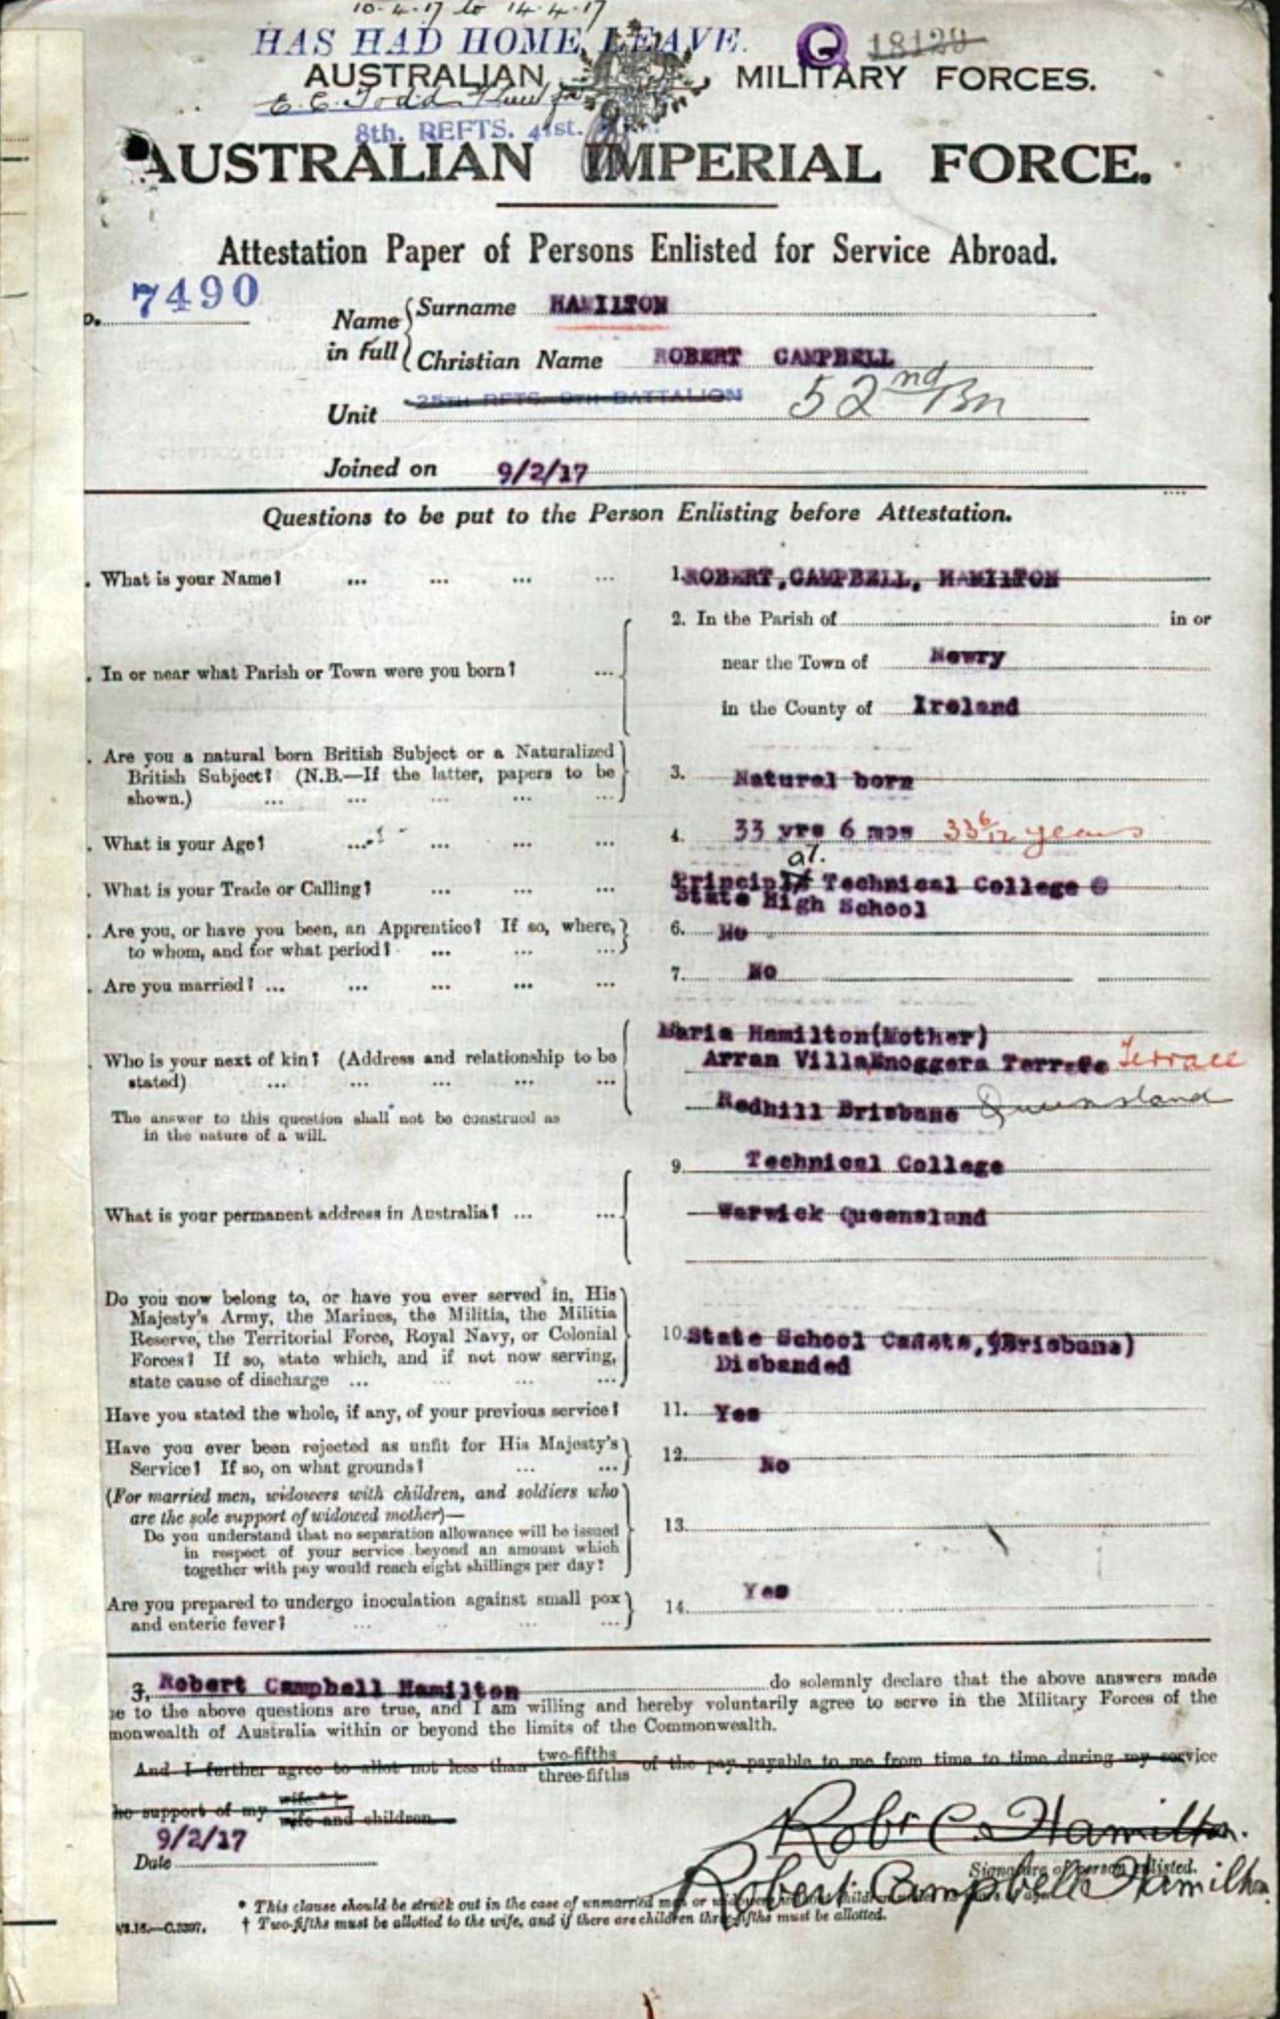 10-4-17 to 14-4-17
HAS HAD HOME LEAVE. Q 18129
AUSTRALIAN MILITARY FORCES.
E. C. Todd
8th. REFTS. 41st.
AUSTRALIAN IMPERIAL FORCE.
Attestation Paper of Persons Enlisted for Service Abroad.
o. 7490
Name in full Surname HAMILTON
Christian Name ROBERT CAMPBELL
Unit 25TH REFTS. 9TH BATTALION 52nd Bn
Joined on 9/2/17
Questions to be put to the Person Enlisting before Attestation.
. What is your Name? ... ... ... ... 1. ROBERT, CAMPBELL, HAMILTON
2. In the Parish of in or
. In or near what Parish or Town were you born? ... near the Town of Newry
in the County of Ireland
. Are you a natural born British Subject or a Naturalized
British Subject? (N.B.—If the latter, papers to be 3. Natural born
shown.) ... ... ... ... ...
. What is your Age? ... ... ... ... 4. 33 yrs 6 mos 33 6/12 years
. What is your Trade or Calling? ... ... ... Principal Technical College @
State High School
. Are you, or have you been, an Apprentice? If so, where, 6. No
to whom, and for what period? ... ... ...
. Are you married? ... ... ... ... ... 7. No
Maria Hamilton(Mother)
Who is your next of kin? (Address and relationship to be Arran Villa Enoggera Terrace Terrace
stated) ... ... ... ... ...
Redhill Brisbane Queensland
The answer to this question shall not be construed as
in the nature of a will.
9. Technical College
What is your permanent address in Australia? ... ... Warwick Queensland
Do you now belong to, or have you ever served in, His
Majesty's Army, the Marines, the Militia, the Militia
Reserve, the Territorial Force, Royal Navy, or Colonial 10. State School Cadets, (Brisbane)
Forces? If so, state which, and if not now serving, Disbanded
state cause of discharge ... ... ... ...
Have you stated the whole, if any, of your previous service? 11. Yes
Have you ever been rejected as unfit for His Majesty's 12. No
Service? If so, on what grounds? ... ...
(For married men, widowers with children, and soldiers who
are the sole support of widowed mother)—
Do you understand that no separation allowance will be issued 13.
in respect of your service beyond an amount which
together with pay would reach eight shillings per day?
Are you prepared to undergo inoculation against small pox 14. Yes
and enteric fever? ... ... ... ...
I, Robert Campbell Hamilton do solemnly declare that the above answers made
me to the above questions are true, and I am willing and hereby voluntarily agree to serve in the Military Forces of the
monwealth of Australia within or beyond the limits of the Commonwealth.
And I further agree to allot not less than two-fifths three-fifths of the pay payable to me from time to time during my service
he support of my wife * † wife and children.
9/2/17 Robt C. Hamilton.
Date Signature of person enlisted.
Robert Campbell Hamilton
* This clause should be struck out in the case of unmarried men or widowers
† Two-fifths must be allotted to the wife, and if there are children three-fifths must be allotted.
/3.16.—C.5397.